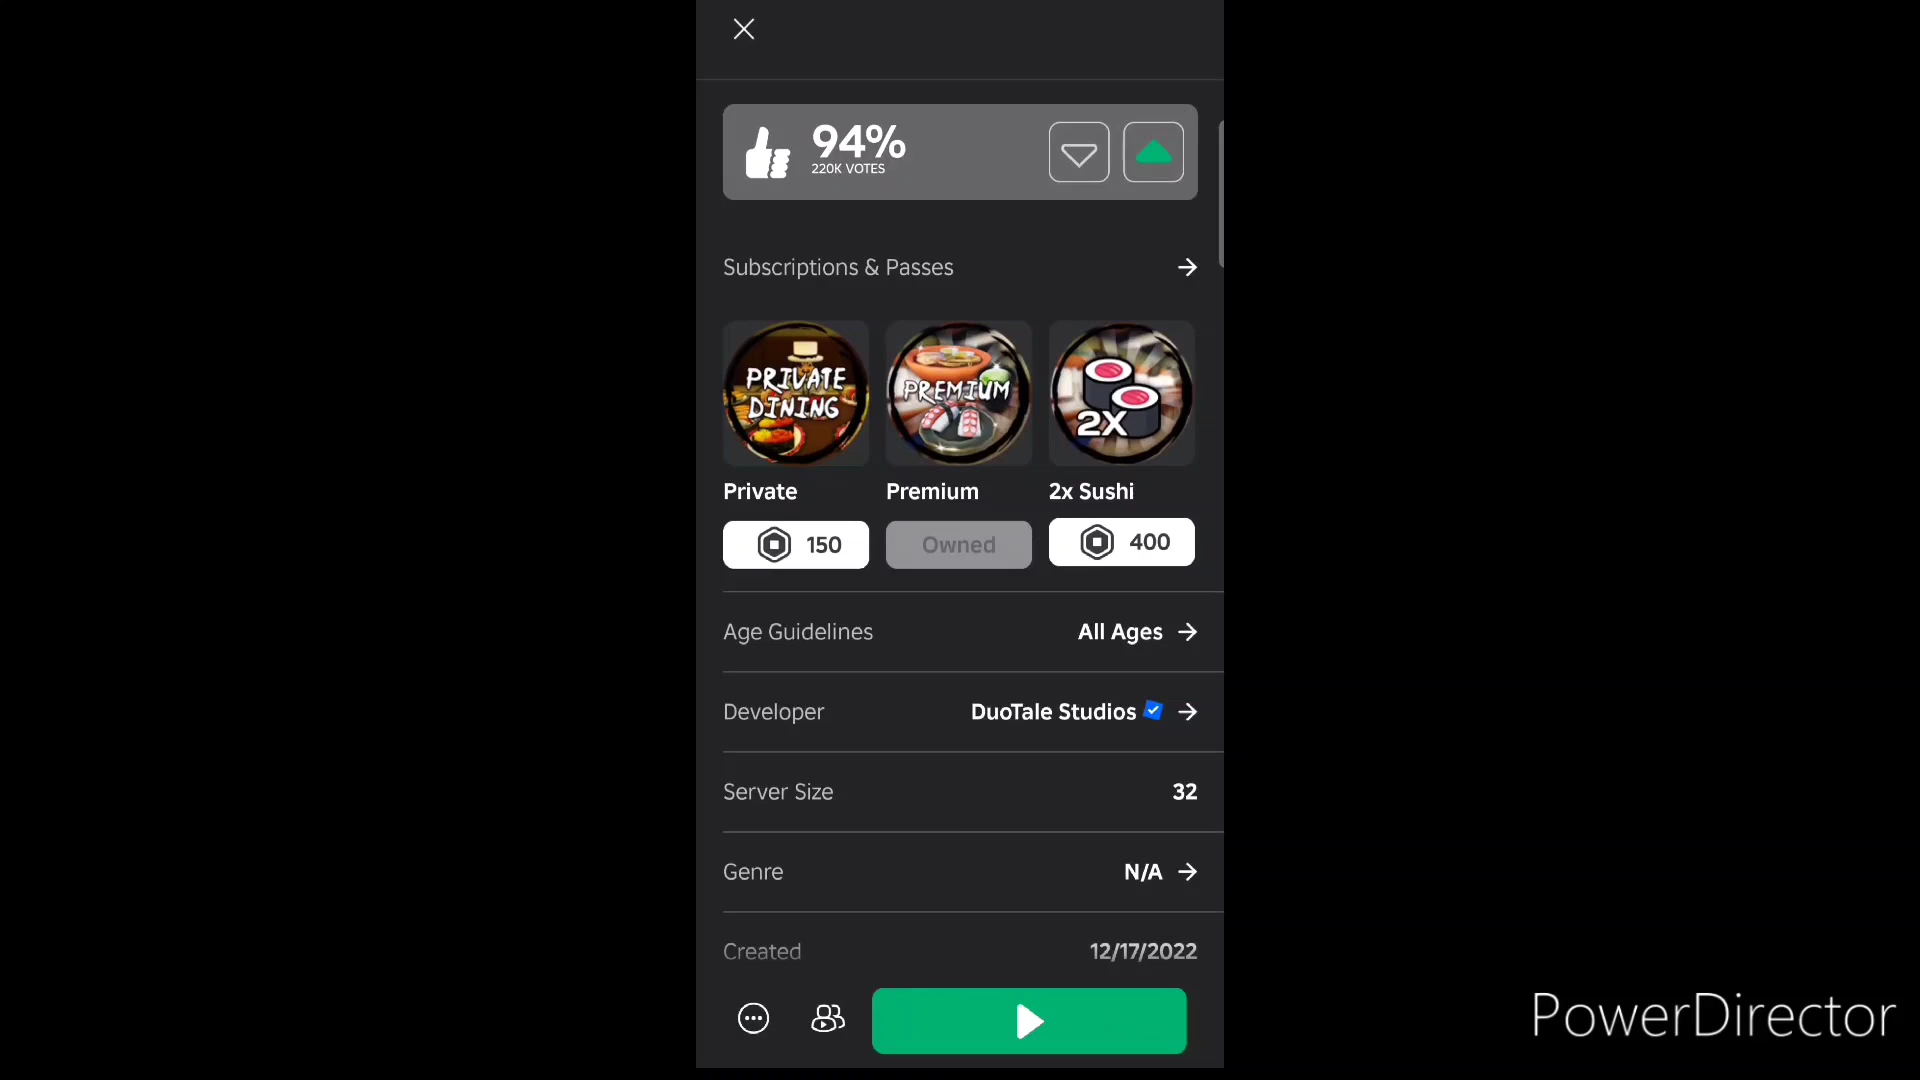 94%
220K VOTES
Subscriptions & Passes
PRIVATE
DINING
PREMIUM
2X
Private
Premium
2x Sushi
150
Owned
400
Age Guidelines
All Ages
Developer
DuoTale Studios
Server Size
32
Genre
N/A
Created
12/17/2022
PowerDirector